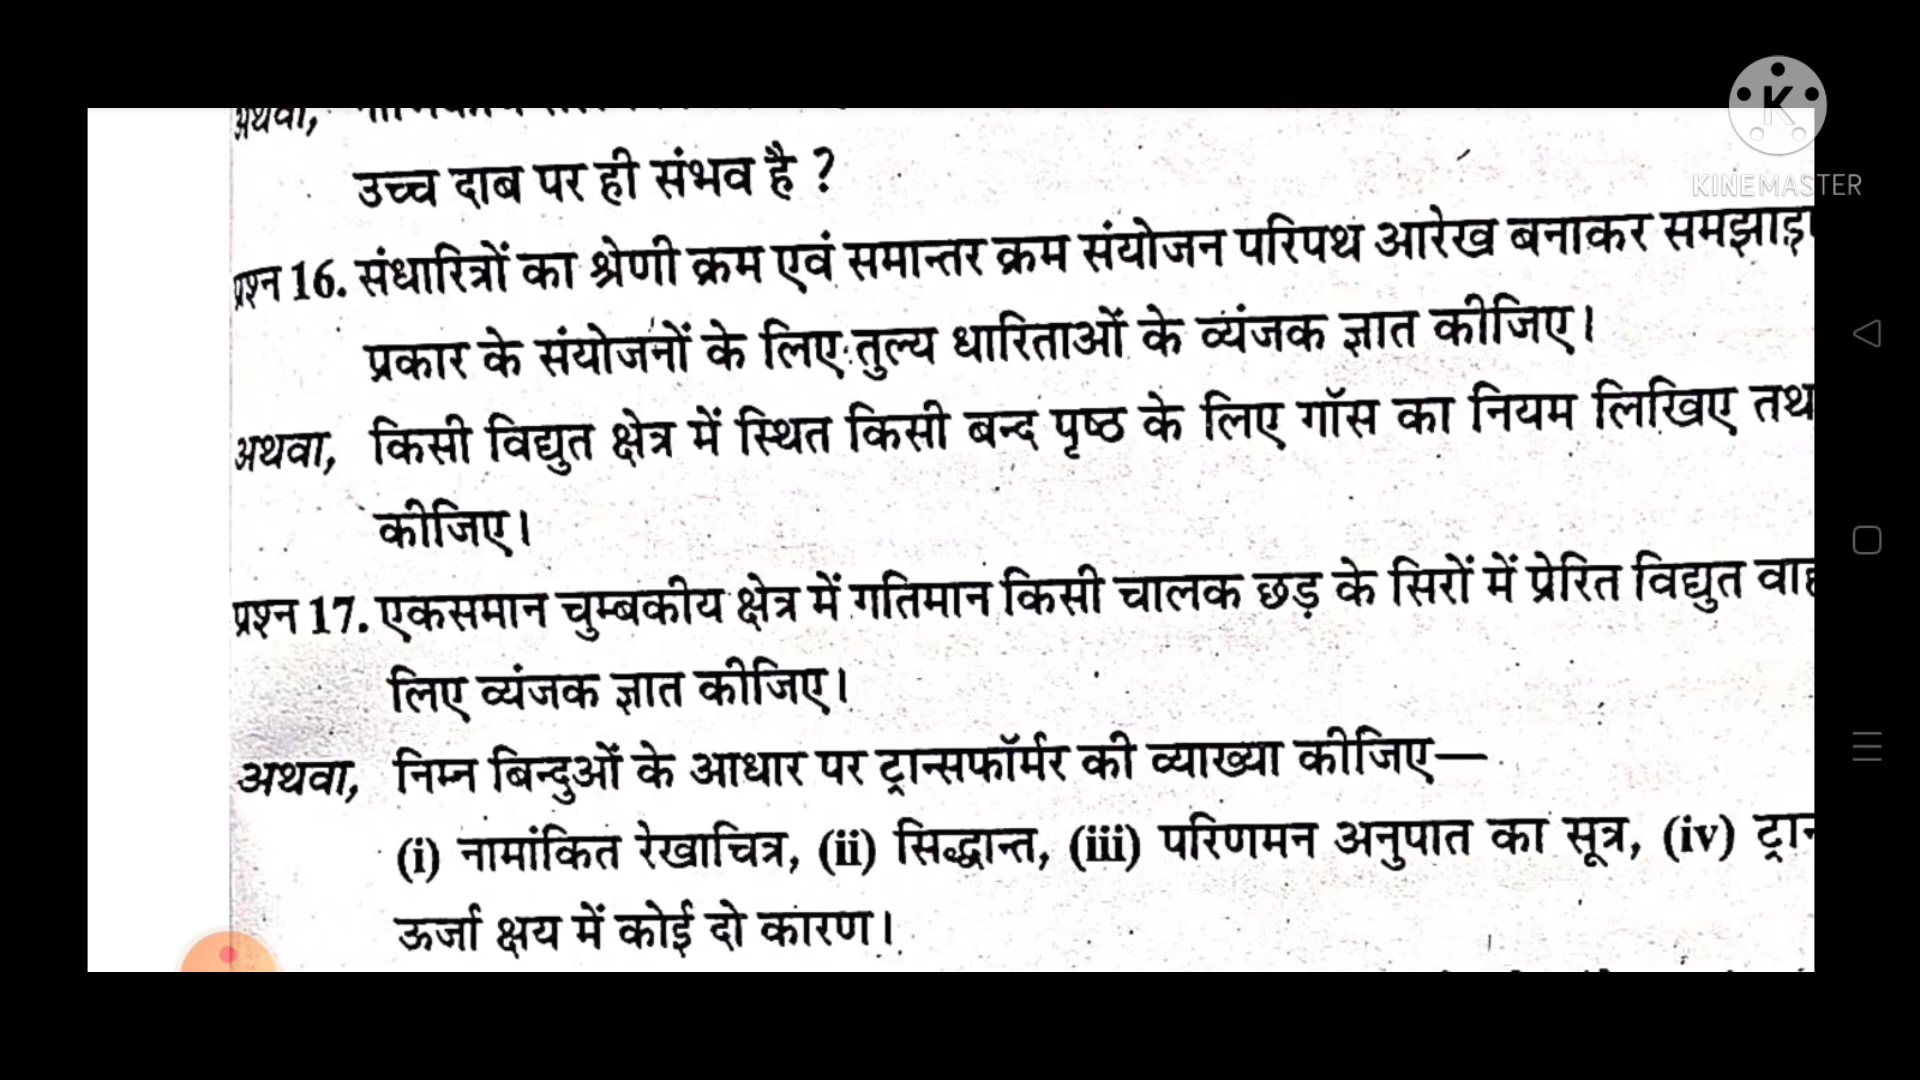 अथवा,
उच्च दाब पर ही संभव है ?
K
KINEMASTER
प्रश्न 16. संधारित्रों का श्रेणी क्रम एवं समान्तर क्रम संयोजन परिपथ आरेख बनाकर
प्रकार के संयोजनों के लिए तुल्य धारिताओं के व्यंजक ज्ञात कीजिए।
अथवा, किसी विद्युत क्षेत्र में स्थित किसी बन्द पृष्ठ के लिए गॉस का नियम लिखिए
कीजिए।
प्रश्न 17. एकसमान चुम्बकीय क्षेत्र में गतिमान किसी चालक छड़ के सिरों में प्रेरित विद्युत
लिए व्यंजक ज्ञात कीजिए।
अथवा, निम्न बिन्दुओं के आधार पर ट्रान्सफॉर्मर की व्याख्या कीजिए—
(i) नामांकित रेखाचित्र, (ii) सिद्धान्त, (iii) परिणमन अनुपात का सूत्र, (iv)
ऊर्जा क्षय में कोई दो कारण।